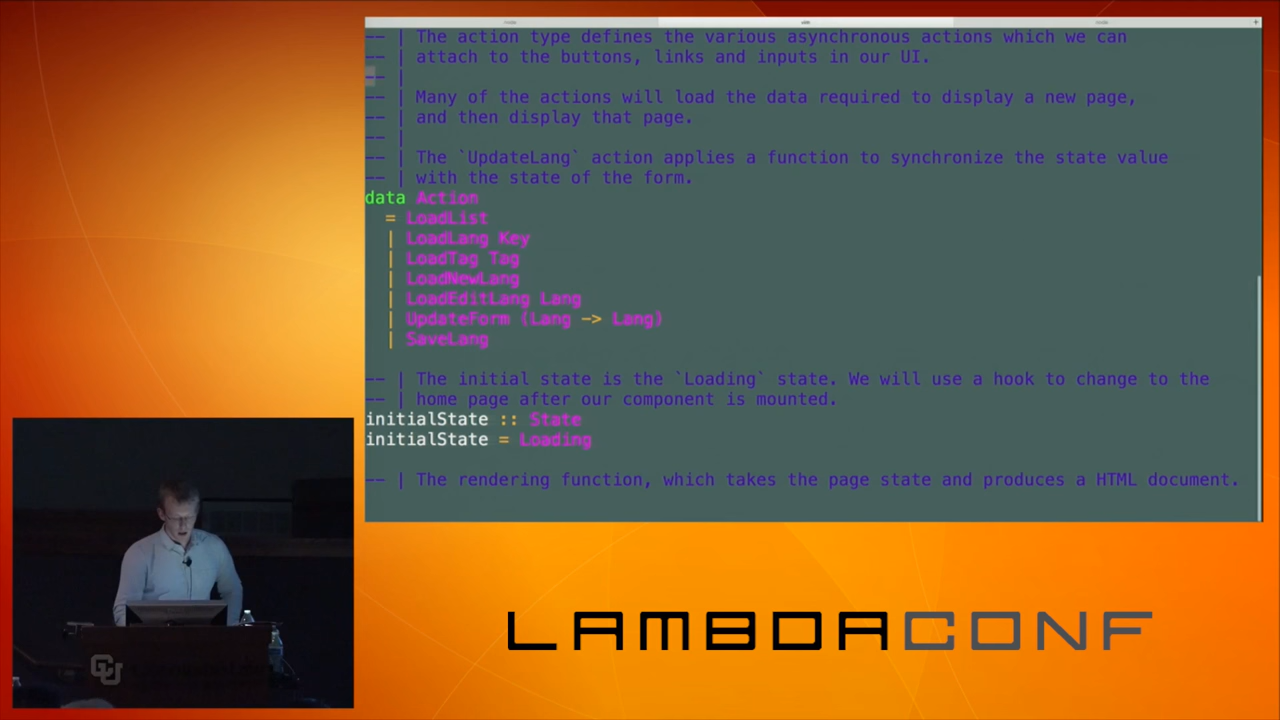 -- | The action type defines the various asynchronous actions which we can
-- | attach to the buttons, links and inputs in our UI.
-- |
-- | Many of the actions will load the data required to display a new page,
-- | and then display that page.
-- |
-- | The `UpdateLang` action applies a function to synchronize the state value
-- | with the state of the form.
data Action
= LoadList
| LoadLang Key
| LoadTag Tag
| LoadNewLang
| LoadEditLang Lang
| UpdateForm (Lang -> Lang)
| SaveLang
-- | The initial state is the `Loading` state. We will use a hook to change to the
-- | home page after our component is mounted.
initialState :: State
initialState = Loading
-- | The rendering function, which takes the page state and produces a HTML document.
LAMBDACONF